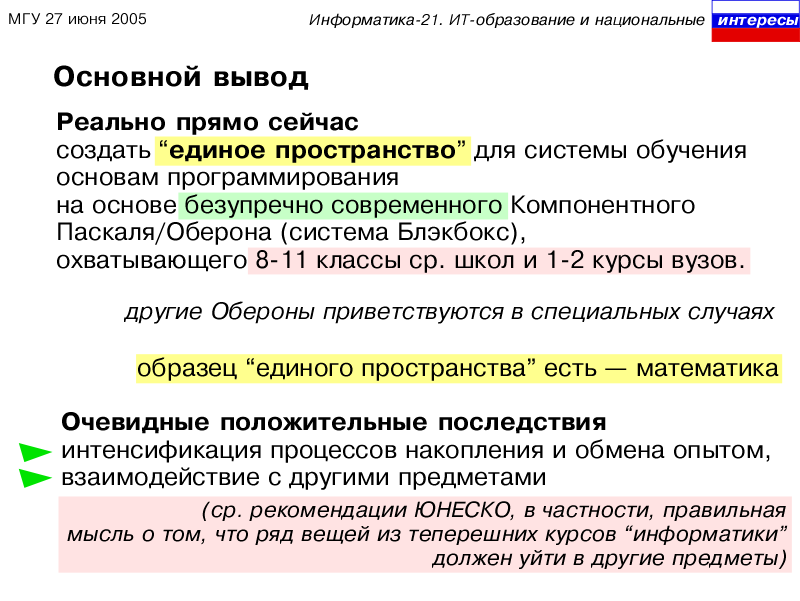 МГУ 27 июня 2005
Информатика-21. ИТ-образование и национальные интересы
Основной вывод
Реально прямо сейчас
создать “единое пространство” для системы обучения
основам программирования
на основе безупречно современного Компонентного
Паскаля/Оберона (система Блэкбокс),
охватывающего 8-11 классы ср. школ и 1-2 курсы вузов.
другие Обероны приветствуются в специальных случаях
образец “единого пространства” есть — математика
Очевидные положительные последствия
интенсификация процессов накопления и обмена опытом,
взаимодействие с другими предметами
(ср. рекомендации ЮНЕСКО, в частности, правильная
мысль о том, что ряд вещей из теперешних курсов “информатики”
должен уйти в другие предметы)